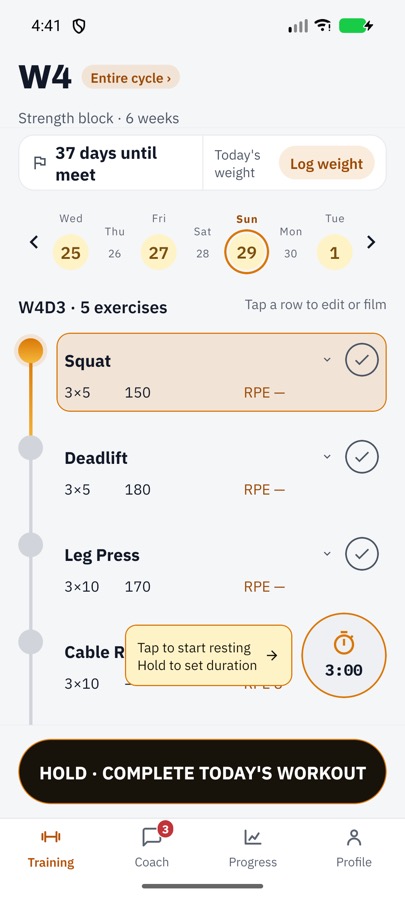 4:41
W4
Entire cycle ›
Strength block · 6 weeks
37 days until meet
Today's weight
Log weight
Wed Thu Fri Sat Sun Mon Tue
25 26 27 28 29 30 1
W4D3 · 5 exercises
Tap a row to edit or film
Squat
3×5 150 RPE —
Deadlift
3×5 180 RPE —
Leg Press
3×10 170 RPE —
Cable
3×10
Tap to start resting
Hold to set duration
3:00
HOLD · COMPLETE TODAY'S WORKOUT
3
Training
Coach
Progress
Profile